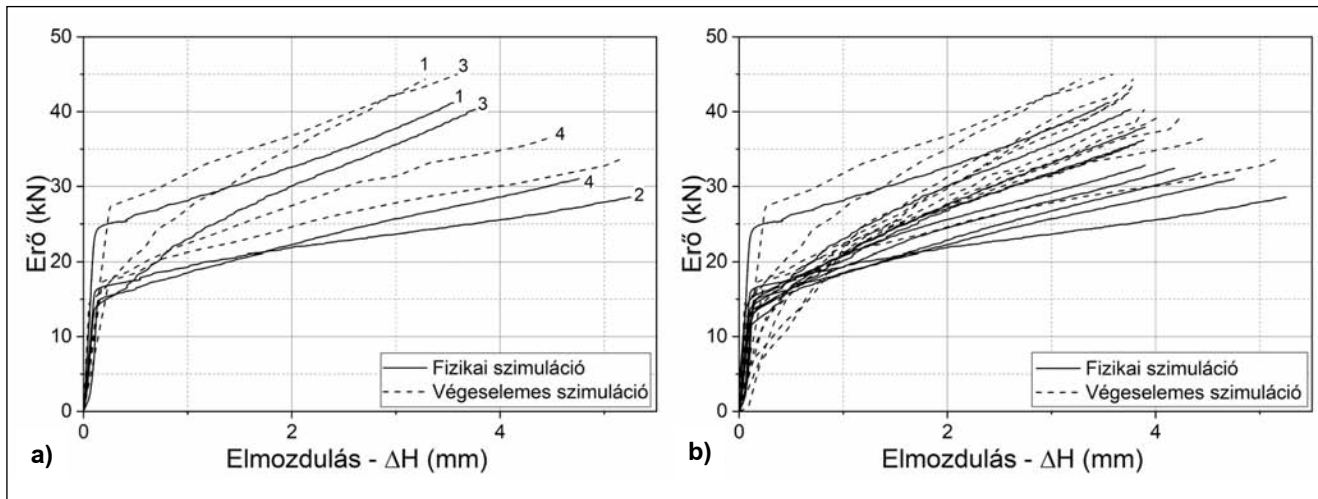 50
40
30
20
10
0
Erő (kN)
1
3
1
3
4
4
2
Fizikai szimuláció
Végeselemes szimuláció
0
2
4
a)
Elmozdulás - ΔH (mm)
50
40
30
20
10
0
Erő (kN)
Fizikai szimuláció
Végeselemes szimuláció
0
2
4
b)
Elmozdulás - ΔH (mm)